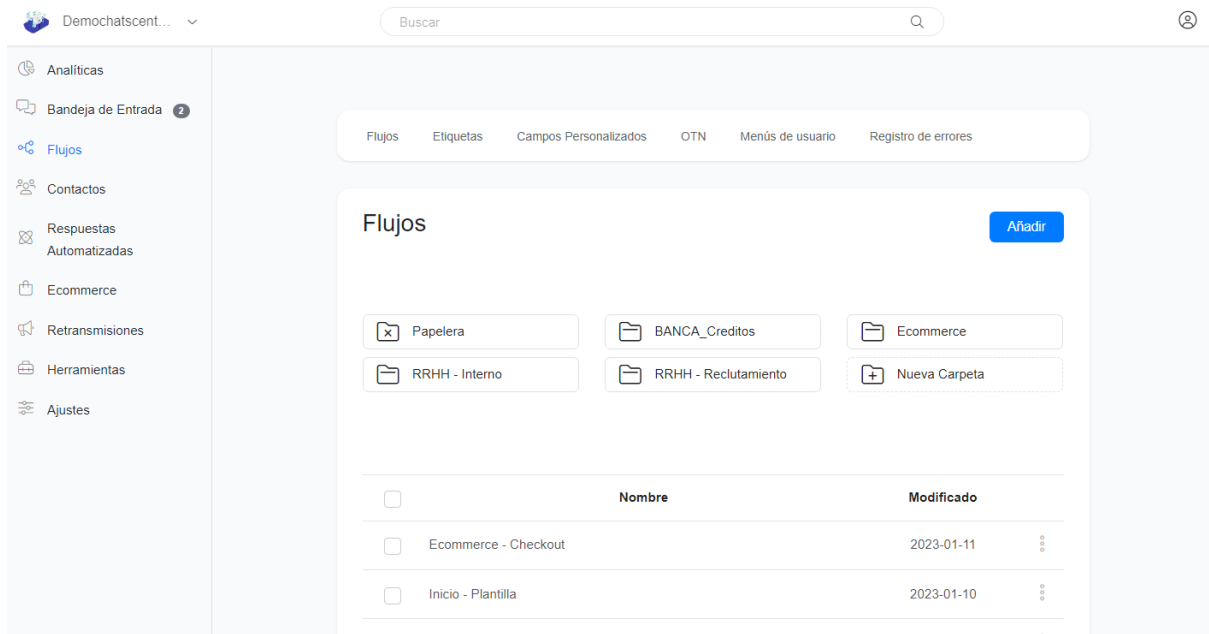 Demochatscent...
Buscar
Analíticas
Bandeja de Entrada 2
Flujos
Contactos
Respuestas
Automatizadas
Ecommerce
Retransmisiones
Herramientas
Ajustes
Flujos Etiquetas Campos Personalizados OTN Menús de usuario Registro de errores
Flujos
Añadir
Papelera BANCA_Creditos Ecommerce
RRHH - Interno RRHH - Reclutamiento Nueva Carpeta
Nombre Modificado
Ecommerce - Checkout 2023-01-11
Inicio - Plantilla 2023-01-10